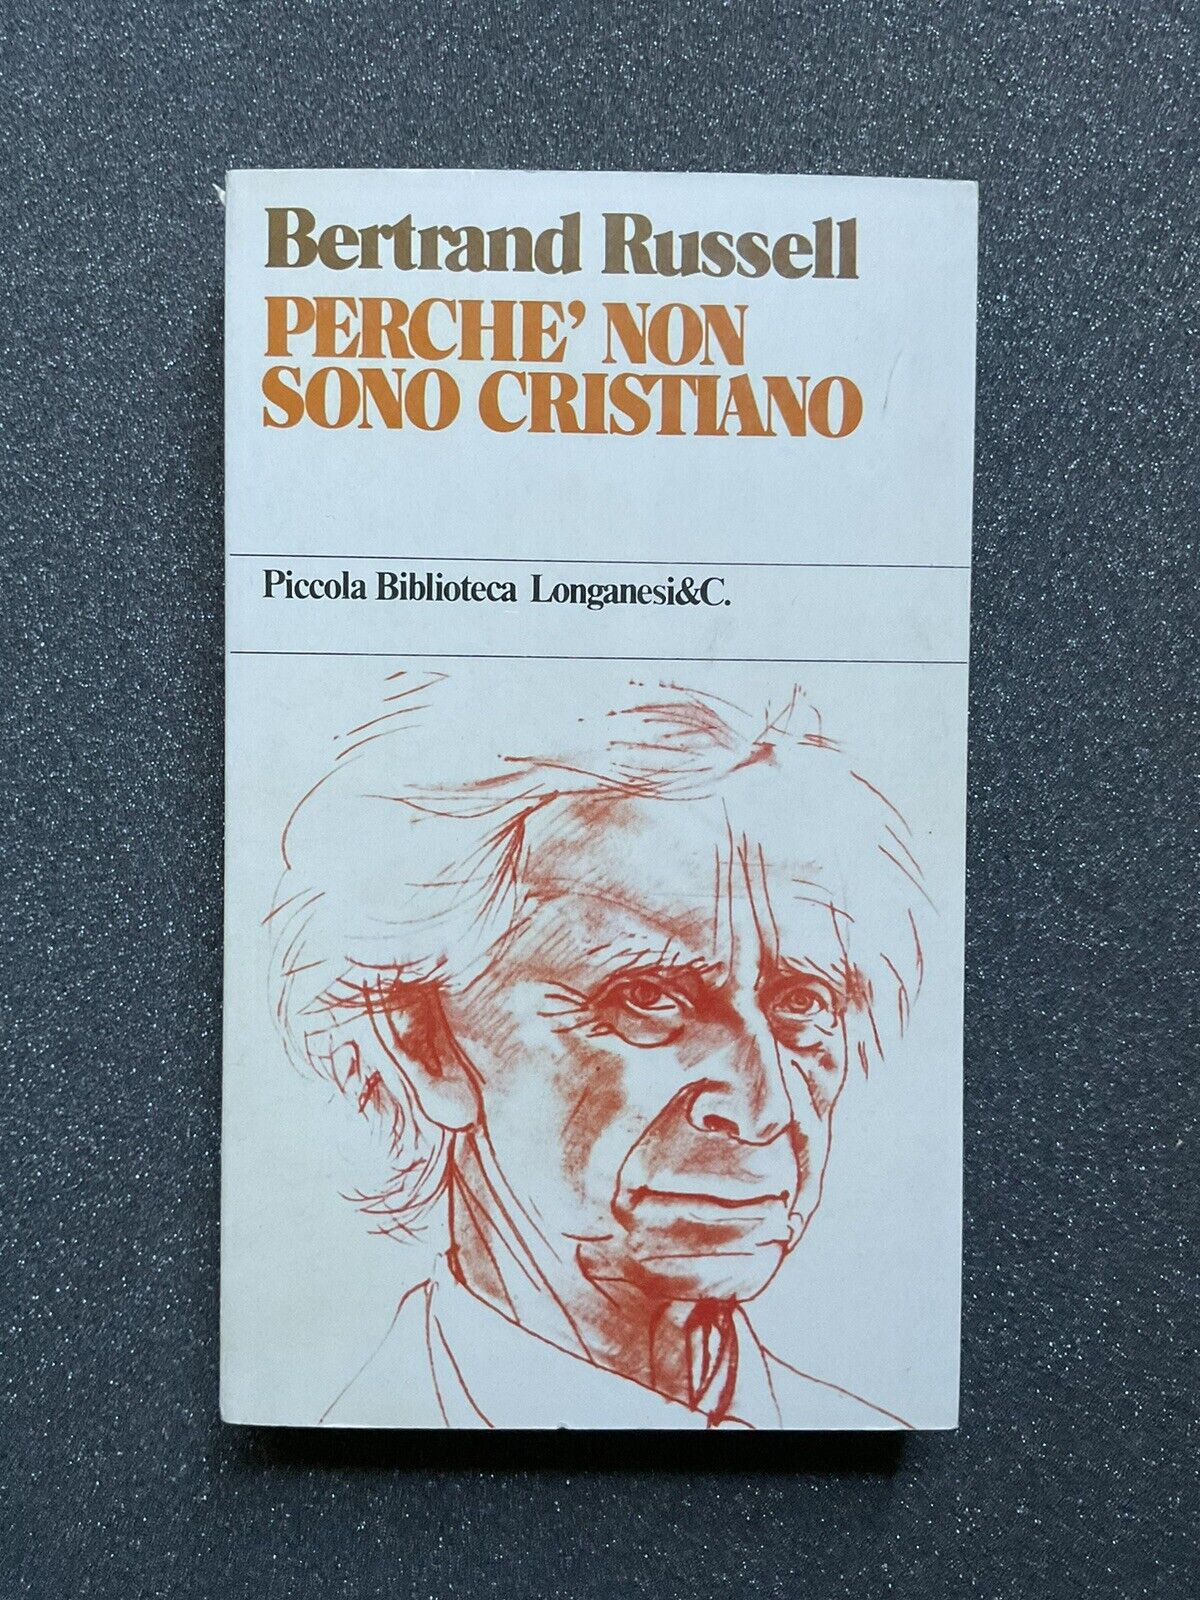 Bertrand Russell
PERCHE' NON
SONO CRISTIANO
Piccola Biblioteca Longanesi&C.